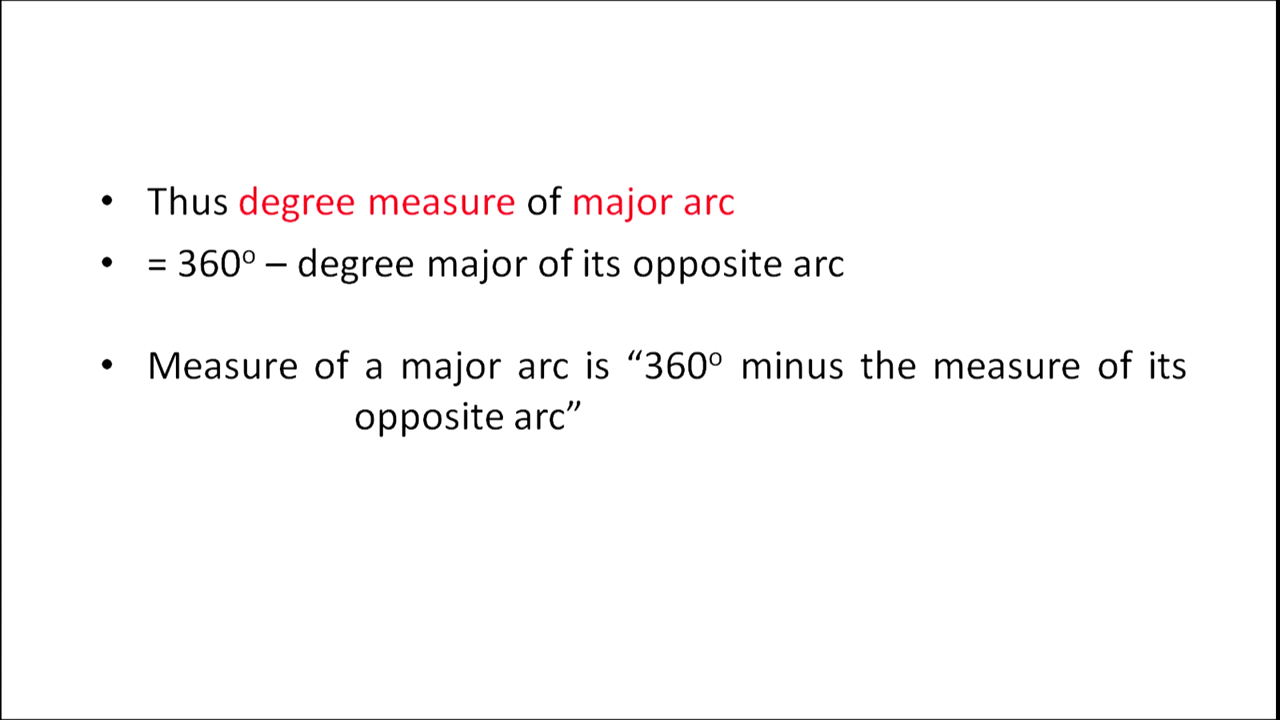 • Thus degree measure of major arc
• = 360º – degree major of its opposite arc
• Measure of a major arc is “360º minus the measure of its
opposite arc”